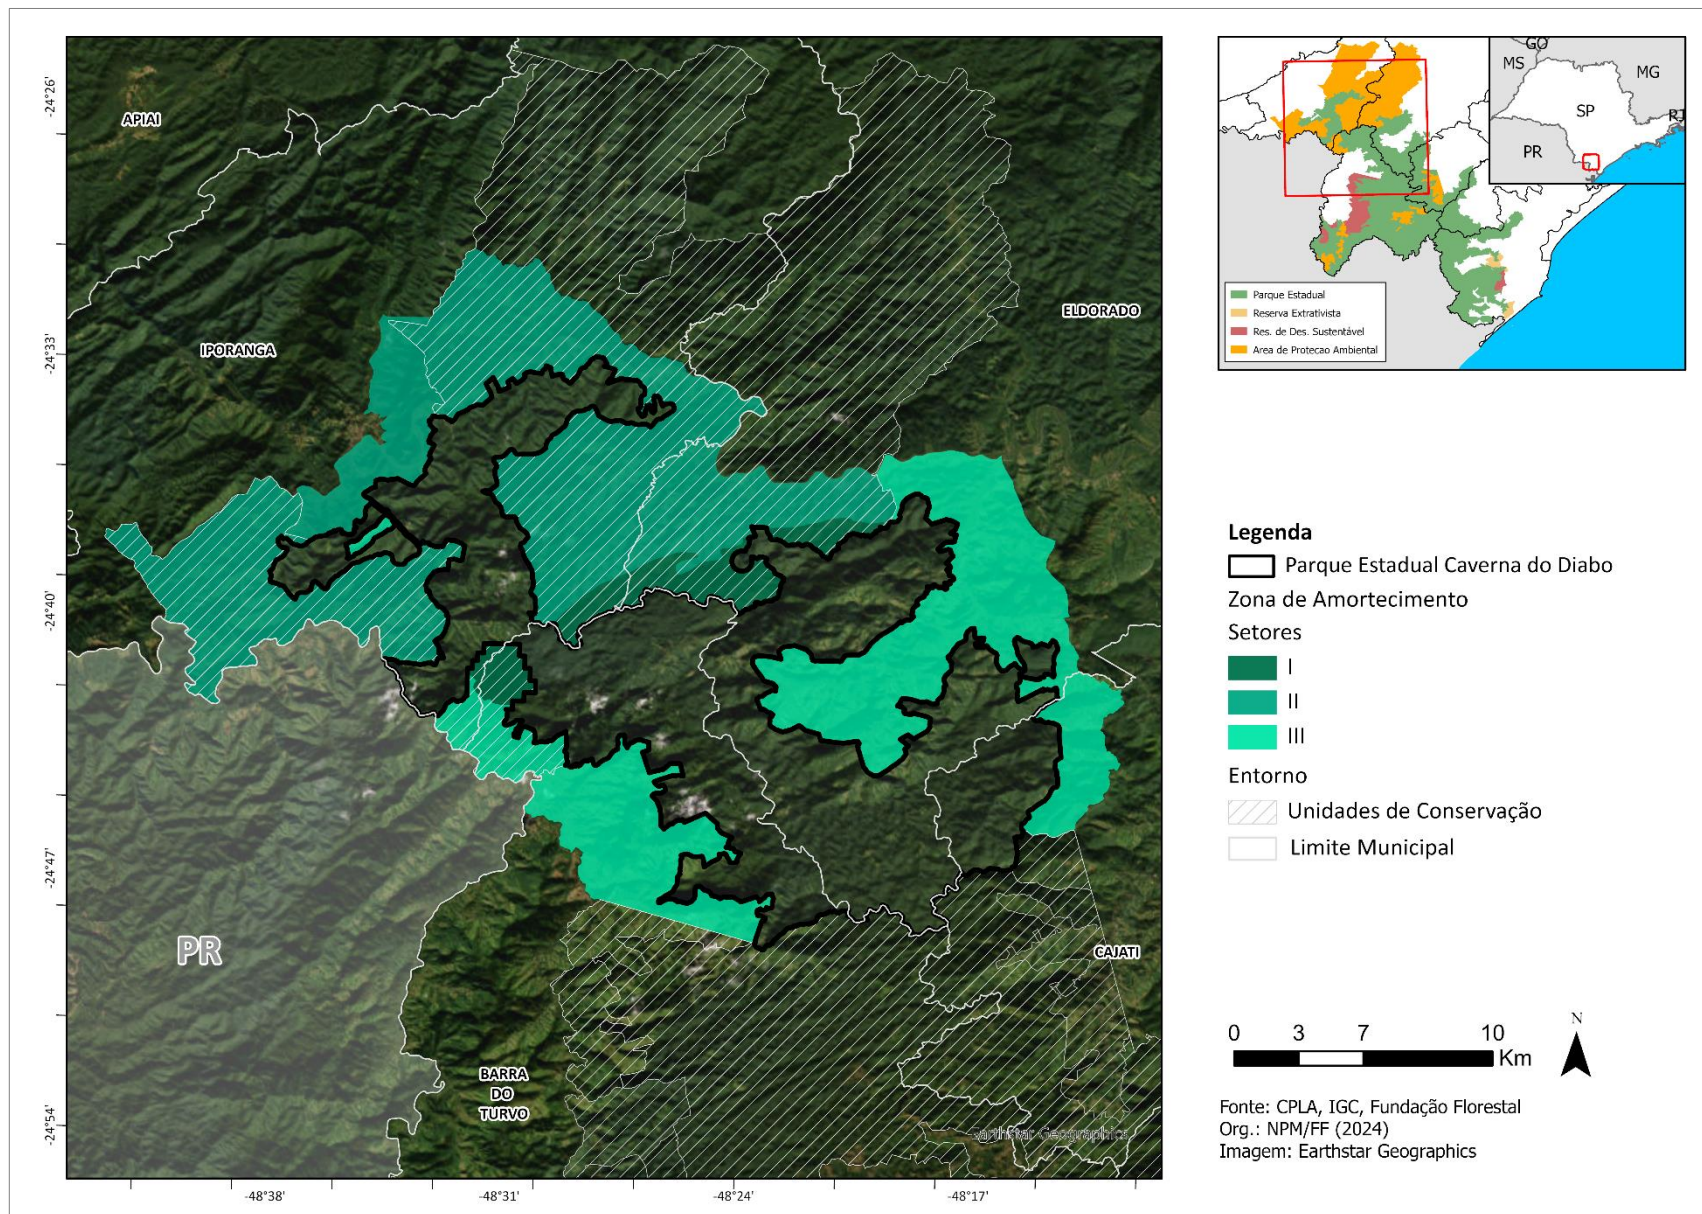 APIAI
IPORANGA
ELDORADO
PR
BARRA
DO
TURVO
CAJATI
Earthstar Geographics
-24°26'
-24°33'
-24°40'
-24°47'
-24°54'
-48°38'
-48°31'
-48°24'
-48°17'
GO
MS
MG
SP
RJ
PR
Parque Estadual
Reserva Extrativista
Res. de Des. Sustentável
Area de Protecao Ambiental
Legenda
Parque Estadual Caverna do Diabo
Zona de Amortecimento
Setores
I
II
III
Entorno
Unidades de Conservação
Limite Municipal
0 3 7 10
Km
N
Fonte: CPLA, IGC, Fundação Florestal
Org.: NPM/FF (2024)
Imagem: Earthstar Geographics